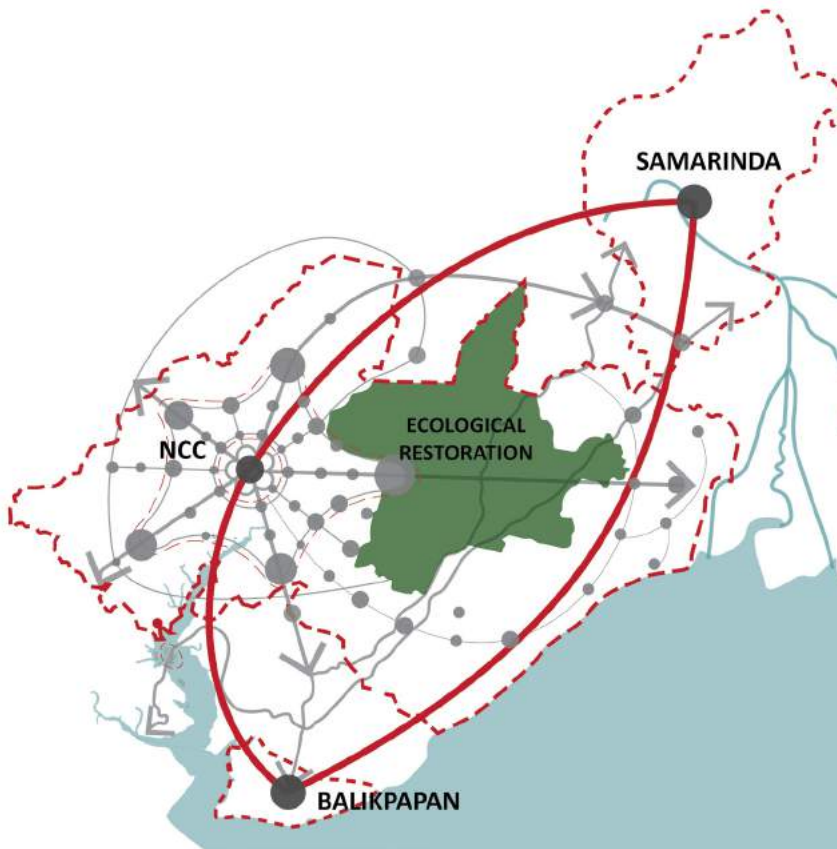 SAMARINDA
ECOLOGICAL
RESTORATION
NCC
BALIKPAPAN